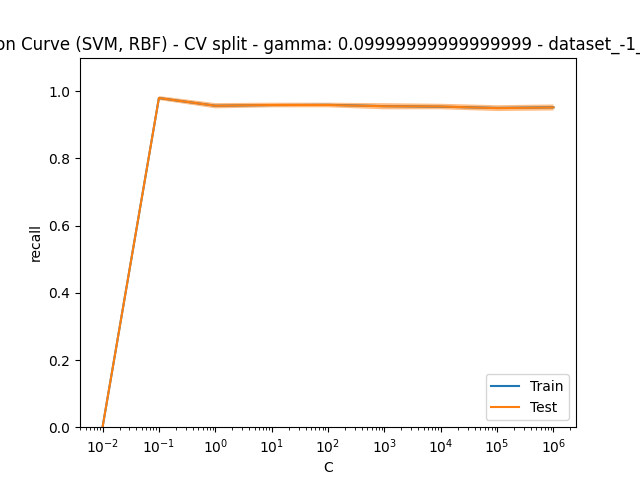 on Curve (SVM, RBF) - CV split - gamma: 0.09999999999999999 - dataset_-1_
1.0
0.8
0.6
0.4
0.2
0.0
recall
10⁻² 10⁻¹ 10⁰ 10¹ 10² 10³ 10⁴ 10⁵ 10⁶
C
Train
Test